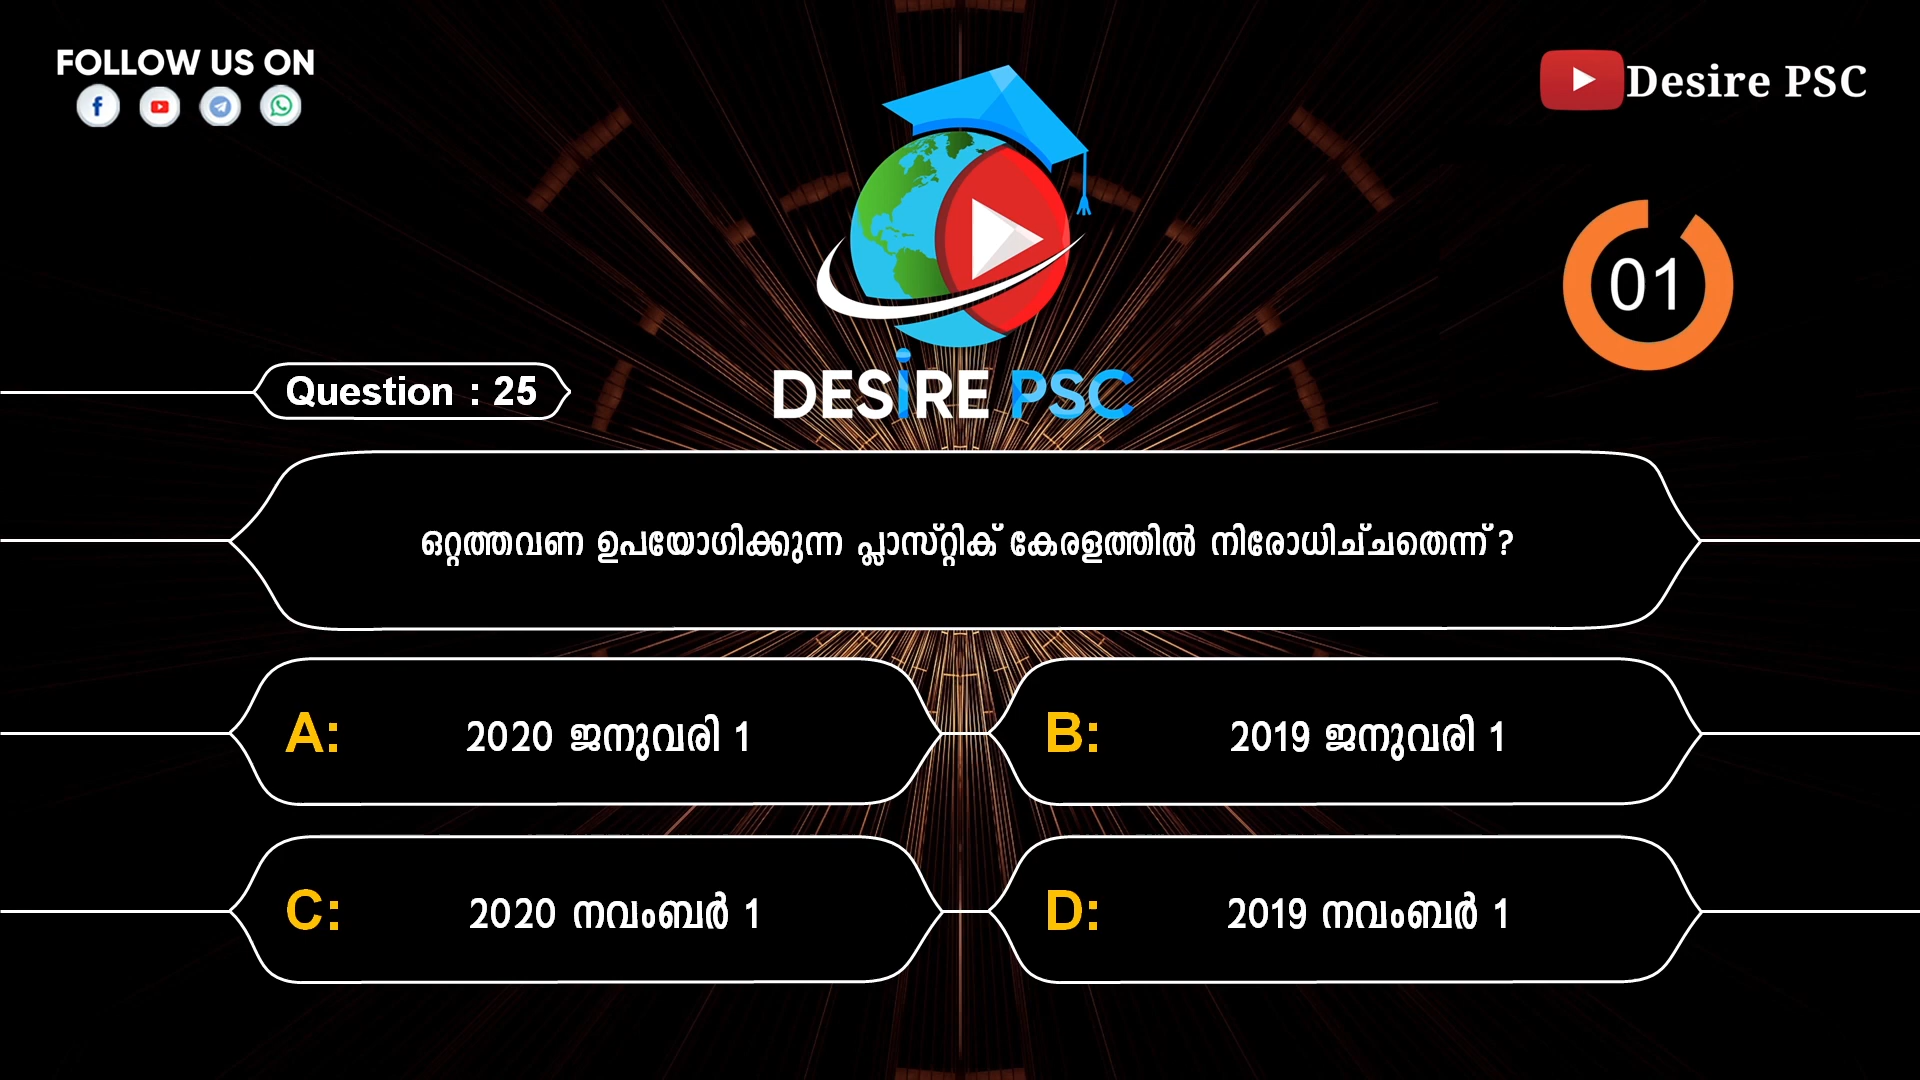 FOLLOW US ON
Desire PSC
01
DESiRE PSC
Question : 25
ഒറ്റത്തവണ ഉപയോഗിക്കുന്ന പ്ലാസ്റ്റിക് കേരളത്തിൽ നിരോധിച്ചതെന്ന് ?
A: 2020 ജനുവരി 1
B: 2019 ജനുവരി 1
C: 2020 നവംബർ 1
D: 2019 നവംബർ 1